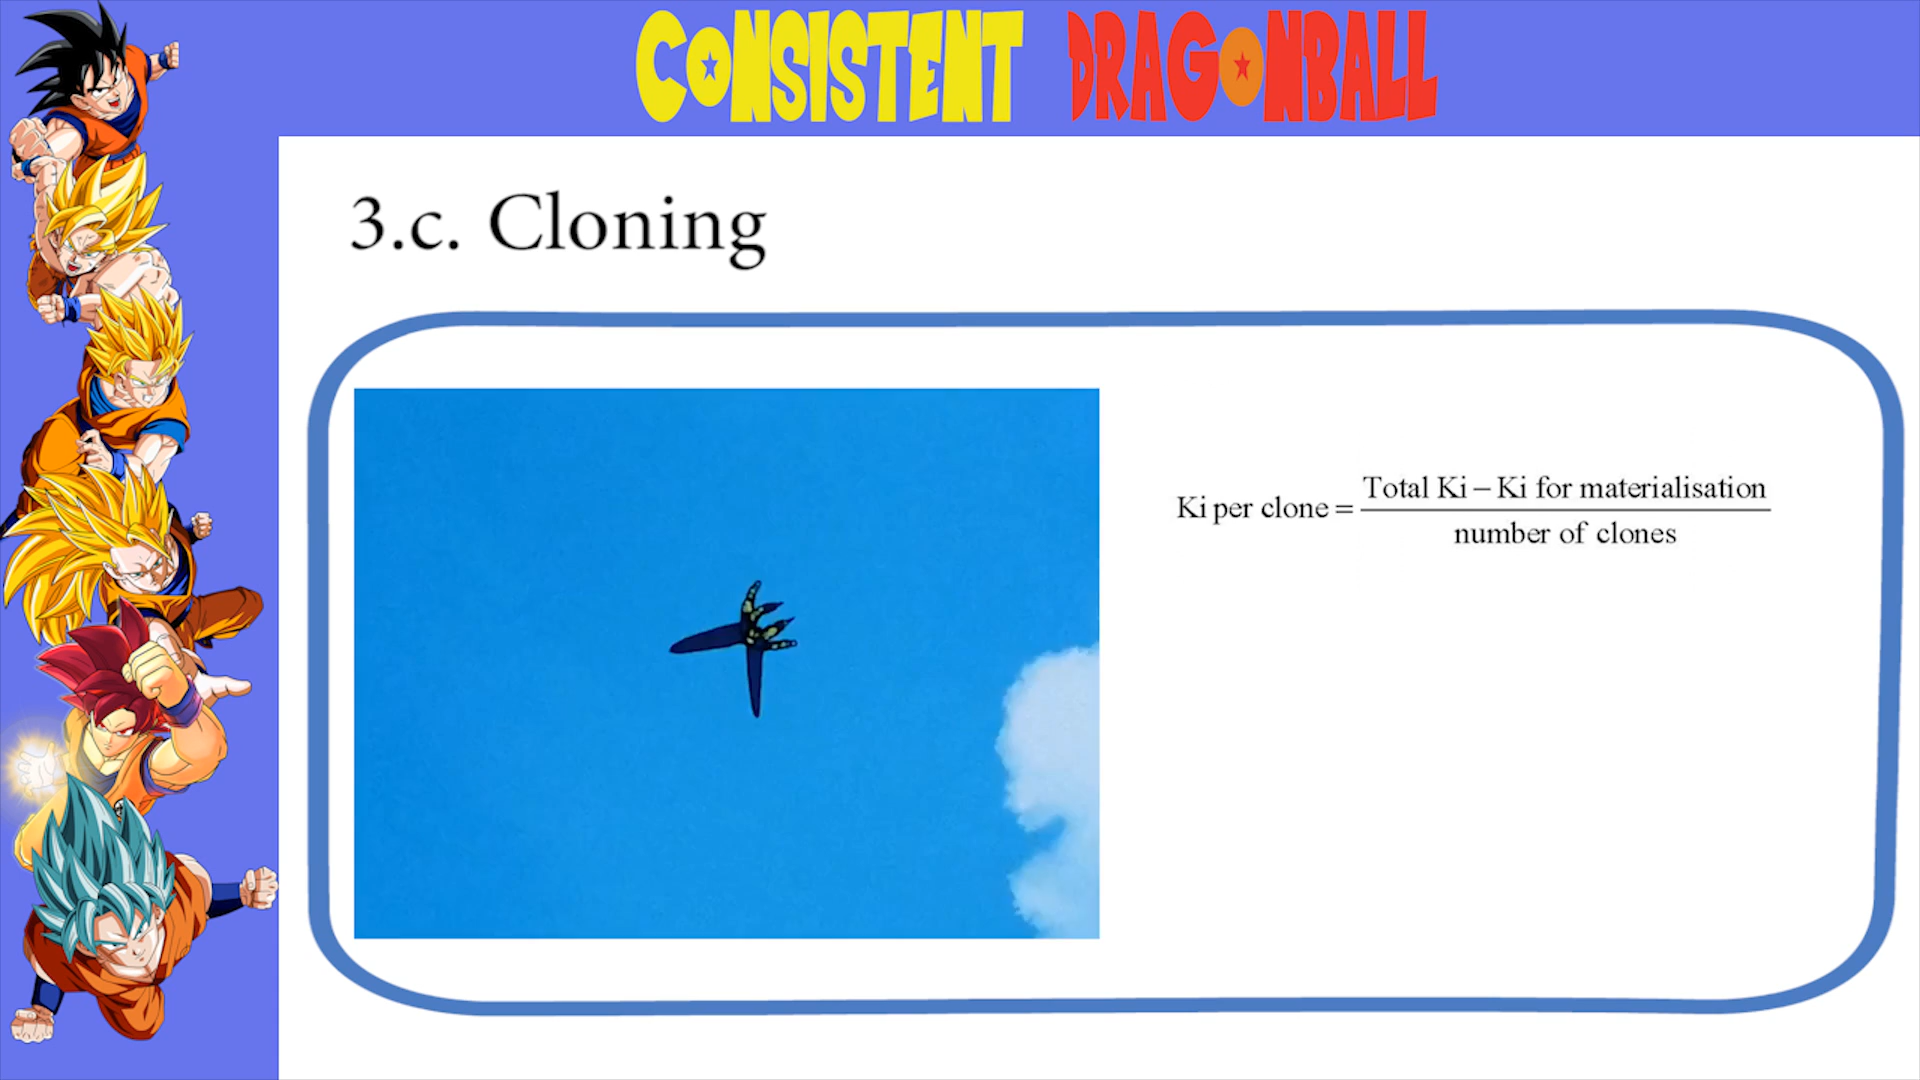 CONSISTENT DRAGONBALL
3.c. Cloning
Ki per clone = Total Ki – Ki for materialisation
number of clones